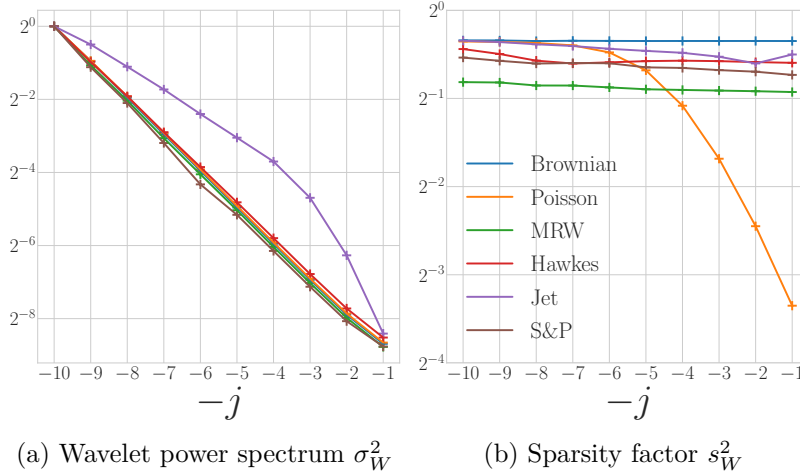 2^0
2^{-2}
2^{-4}
2^{-6}
2^{-8}
−10 −9 −8 −7 −6 −5 −4 −3 −2 −1
−j
(a) Wavelet power spectrum σ_W^2
2^0
2^{-1}
2^{-2}
2^{-3}
2^{-4}
Brownian
Poisson
MRW
Hawkes
Jet
S&P
−10 −9 −8 −7 −6 −5 −4 −3 −2 −1
−j
(b) Sparsity factor s_W^2